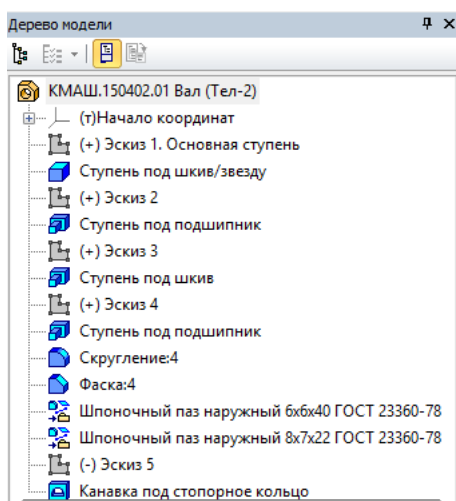 Дерево модели
КМАШ.150402.01 Вал (Тел-2)
(т)Начало координат
(+) Эскиз 1. Основная ступень
Ступень под шкив/звезду
(+) Эскиз 2
Ступень под подшипник
(+) Эскиз 3
Ступень под шкив
(+) Эскиз 4
Ступень под подшипник
Скругление:4
Фаска:4
Шпоночный паз наружный 6х6х40 ГОСТ 23360-78
Шпоночный паз наружный 8х7х22 ГОСТ 23360-78
(-) Эскиз 5
Канавка под стопорное кольцо